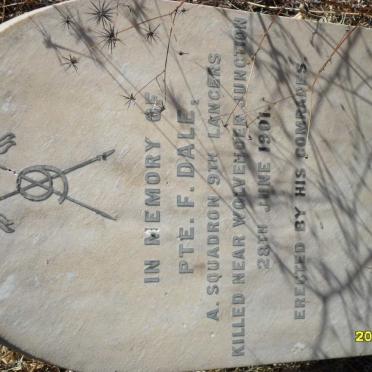 IN MEMORY OF
PTE. F. DALE.
A. SQUADRON 9TH LANCERS
KILLED NEAR WOLVEHOEK JUNCTION
28TH JUNE 1901.
ERECTED BY HIS COMRADES
20